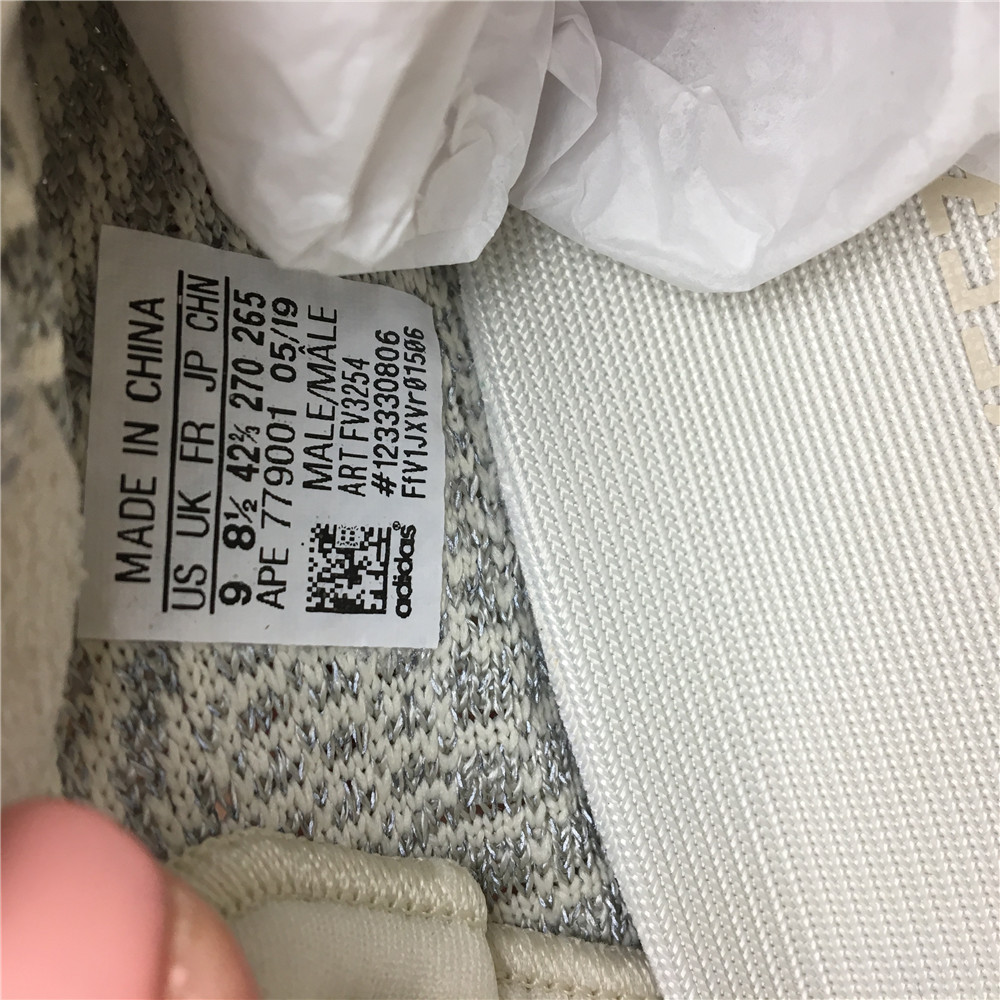 MADE IN CHINA
US UK FR JP CHN
9 8½ 42⅔ 270 265
APE 779001 05/19
MALE/MÂLE
ART FV3254
#123330806
FfV1JXVr01506
adidas®